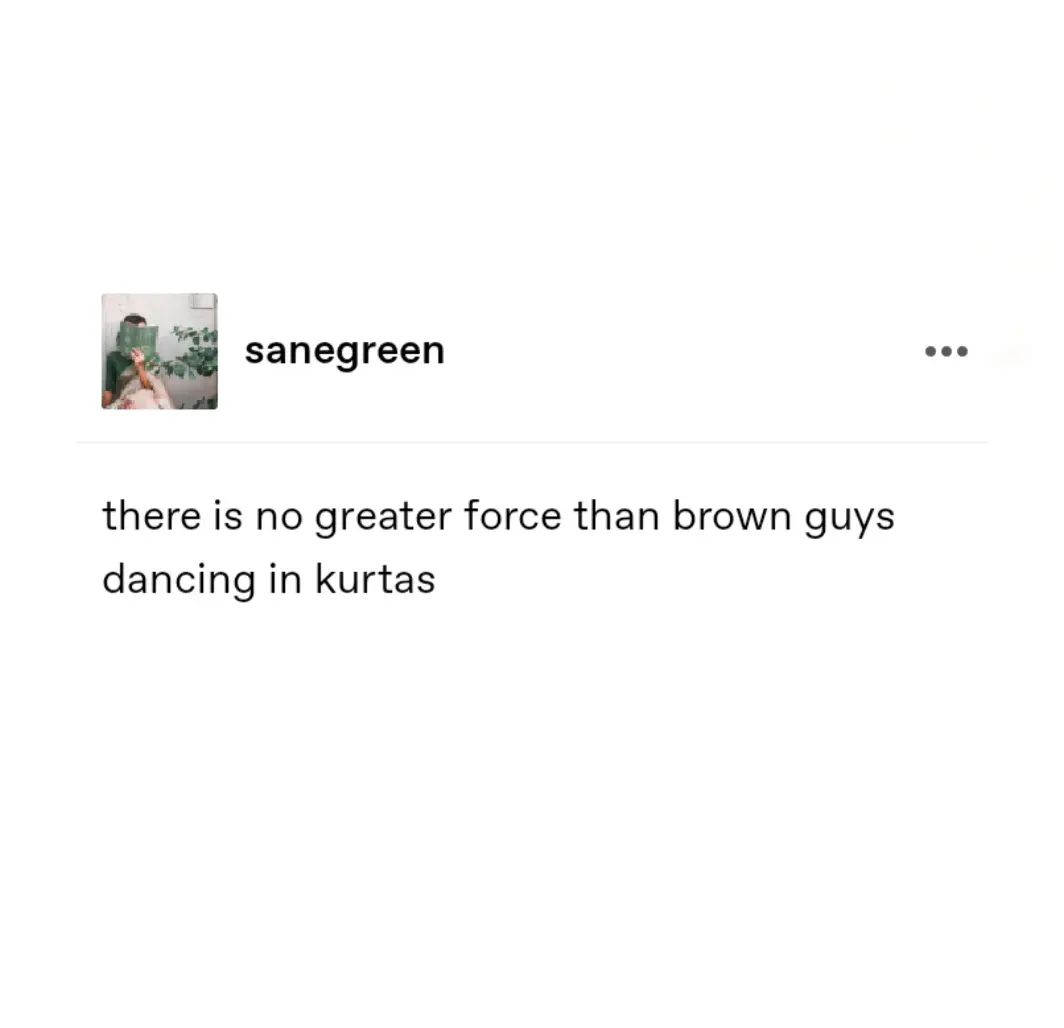 sanegreen
there is no greater force than brown guys
dancing in kurtas